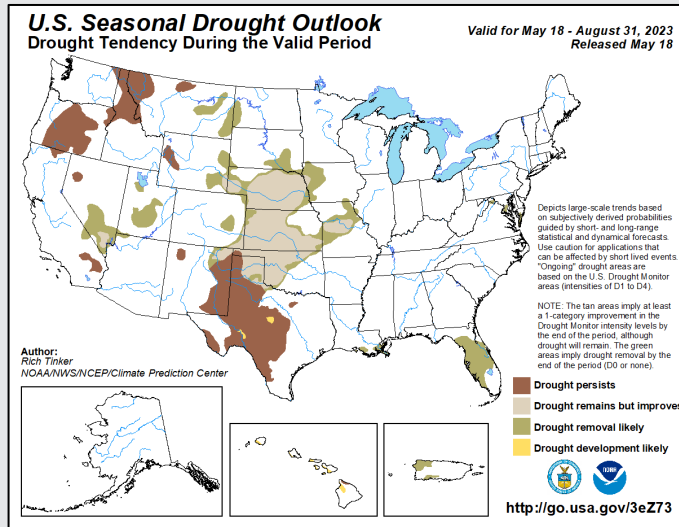 U.S. Seasonal Drought Outlook
Drought Tendency During the Valid Period
Valid for May 18 - August 31, 2023
Released May 18
Depicts large-scale trends based
on subjectively derived probabilities
guided by short- and long-range
statistical and dynamical forecasts.
Use caution for applications that
can be affected by short lived events.
"Ongoing" drought areas are
based on the U.S. Drought Monitor
areas (intensities of D1 to D4).
NOTE: The tan areas imply at least
a 1-category improvement in the
Drought Monitor intensity levels by
the end of the period, although
drought will remain. The green
areas imply drought removal by the
end of the period (D0 or none).
Author:
Rich Tinker
NOAA/NWS/NCEP/Climate Prediction Center
Drought persists
Drought remains but improves
Drought removal likely
Drought development likely
NOAA
http://go.usa.gov/3eZ73